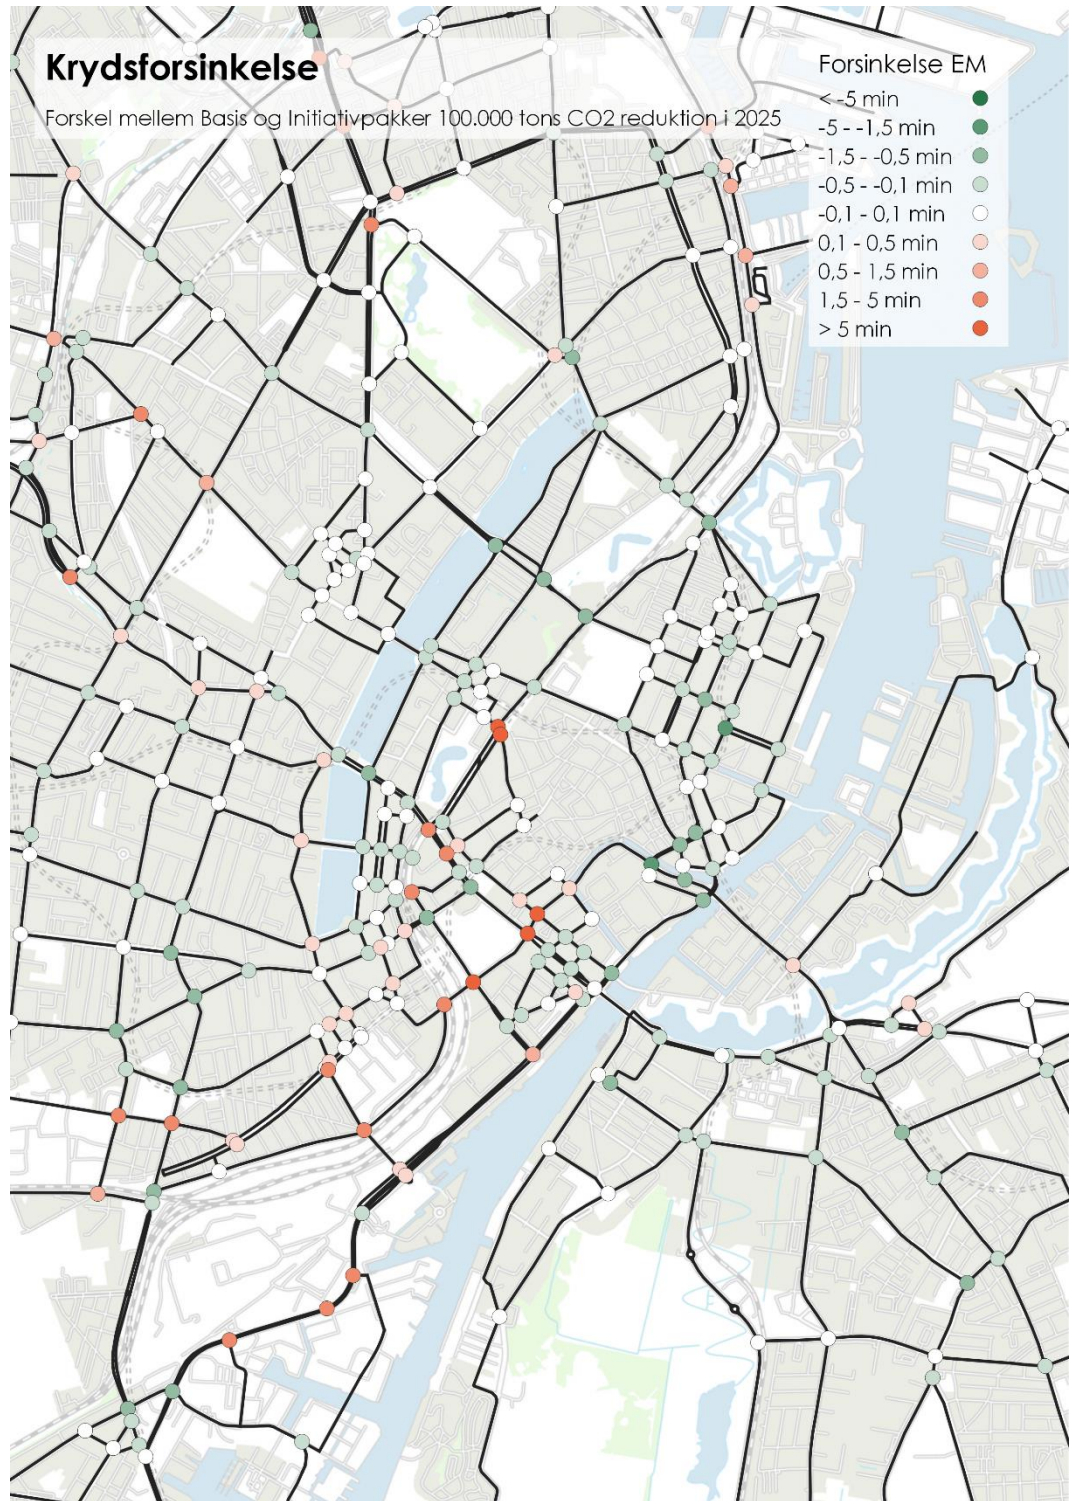 Krydsforsinkelse
Forskel mellem Basis og Initiativpakker 100.000 tons CO2 reduktion i 2025
Forsinkelse EM
< -5 min
-5 - -1,5 min
-1,5 - -0,5 min
-0,5 - -0,1 min
-0,1 - 0,1 min
0,1 - 0,5 min
0,5 - 1,5 min
1,5 - 5 min
> 5 min